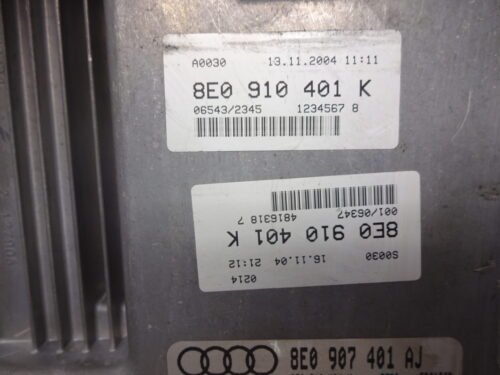 A0030 13.11.2004 11:11
8E0 910 401 K
06543/2345 1234567 8
0214
S0030 16.11.04 21:12
8E0 910 401 K
001/06347 4816318 7
8E0 907 401 AJ